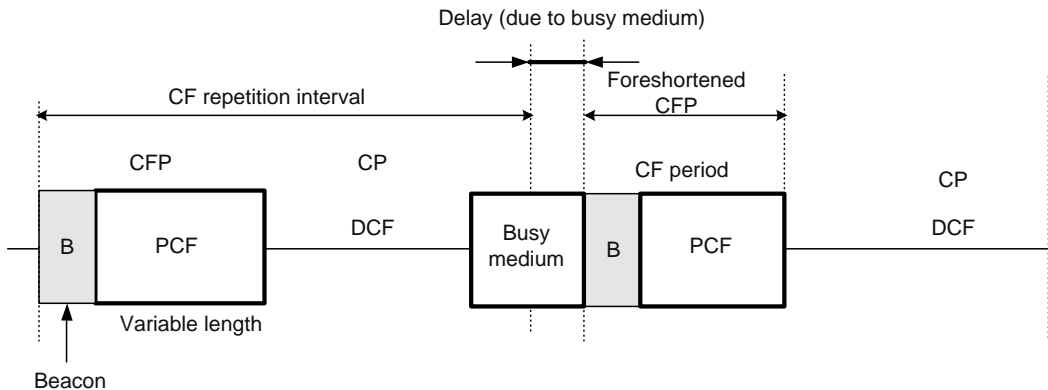 Delay (due to busy medium)
CF repetition interval
Foreshortened
CFP
CFP
CP
CF period
CP
B
PCF
DCF
Busy
medium
B
PCF
DCF
Variable length
Beacon